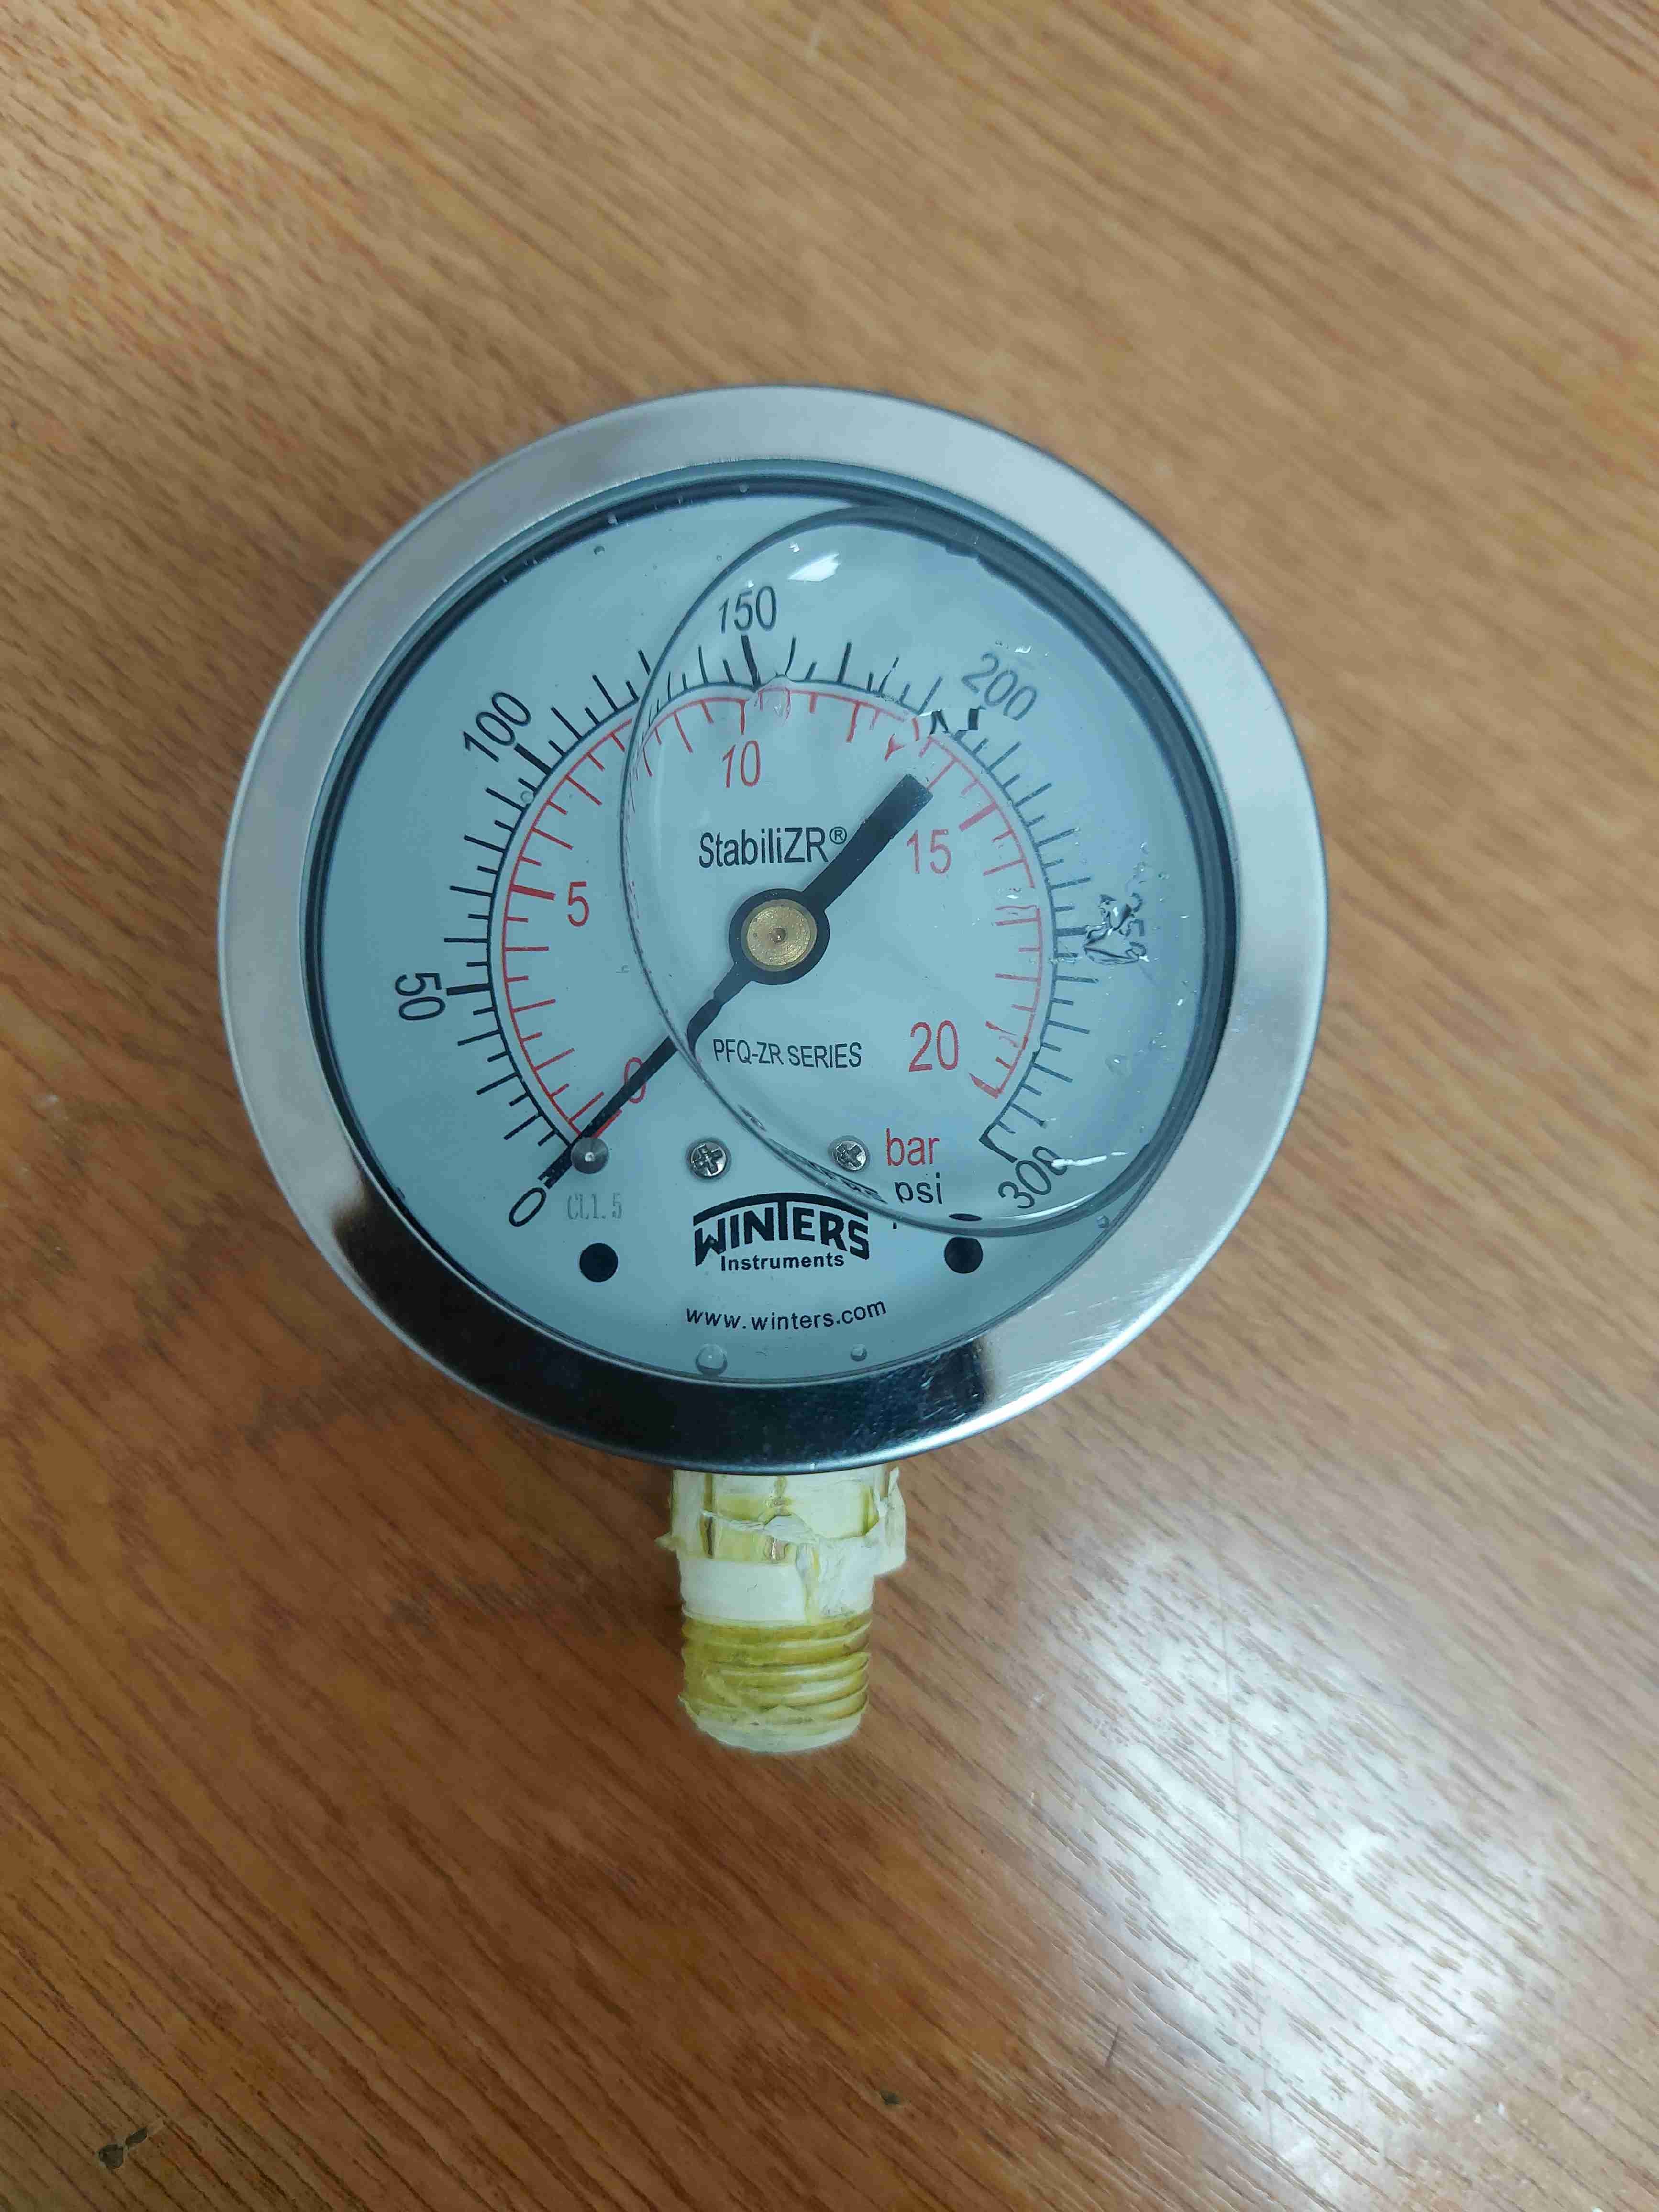 150
100
200
10
StabiliZR®
15
5
250
50
PFQ-ZR SERIES
20
0
bar
psi
300
0
CL1.5
WINTERS
Instruments
www.winters.com